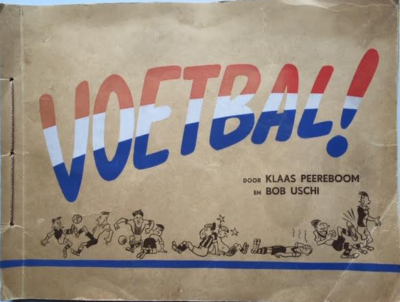 VOETBAL!
DOOR KLAAS PEEREBOOM
EN BOB USCHI